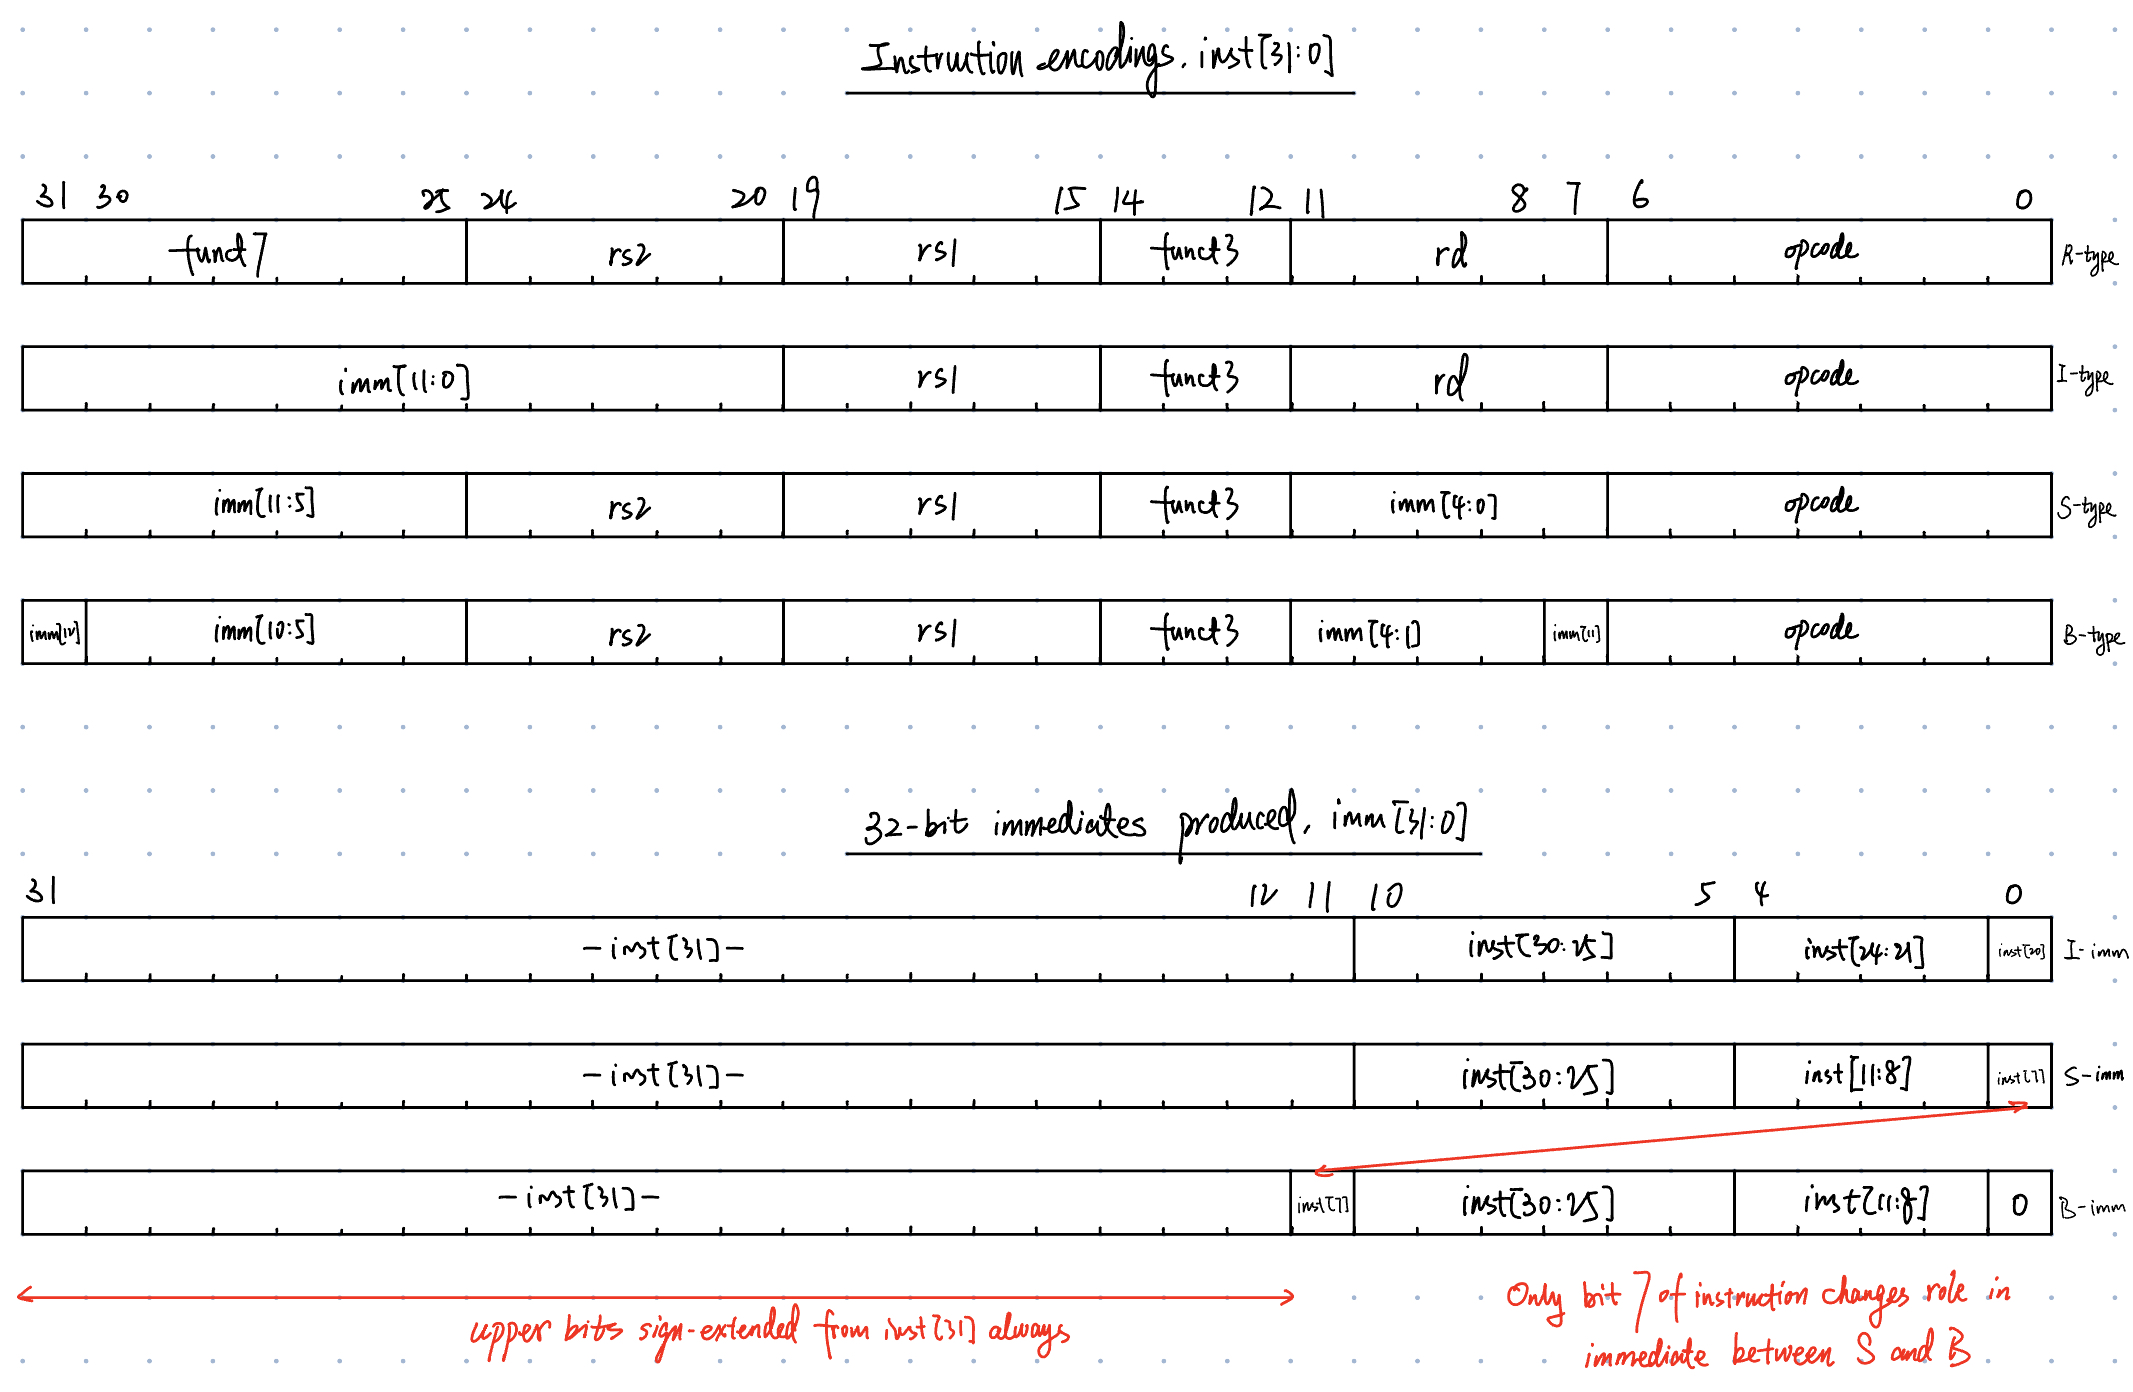 Instrution encodings, inst[31:0]
31 30 25 24 20 19 15 14 12 11 8 7 6 0
funct7 rs2 rs1 funct3 rd opcode R-type
imm[11:0] rs1 funct3 rd opcode I-type
imm[11:5] rs2 rs1 funct3 imm[4:0] opcode S-type
imm[12] imm[10:5] rs2 rs1 funct3 imm[4:1] imm[11] opcode B-type
32-bit immediates produced, imm[31:0]
31 12 11 10 5 4 0
-inst[31]- inst[30:25] inst[24:21] inst[20] I-imm
-inst[31]- inst[30:25] inst[11:8] inst[7] S-imm
-inst[31]- inst[7] inst[30:25] inst[11:8] 0 B-imm
upper bits sign-extended from inst[31] always
Only bit 7 of instruction changes role in
immediate between S and B